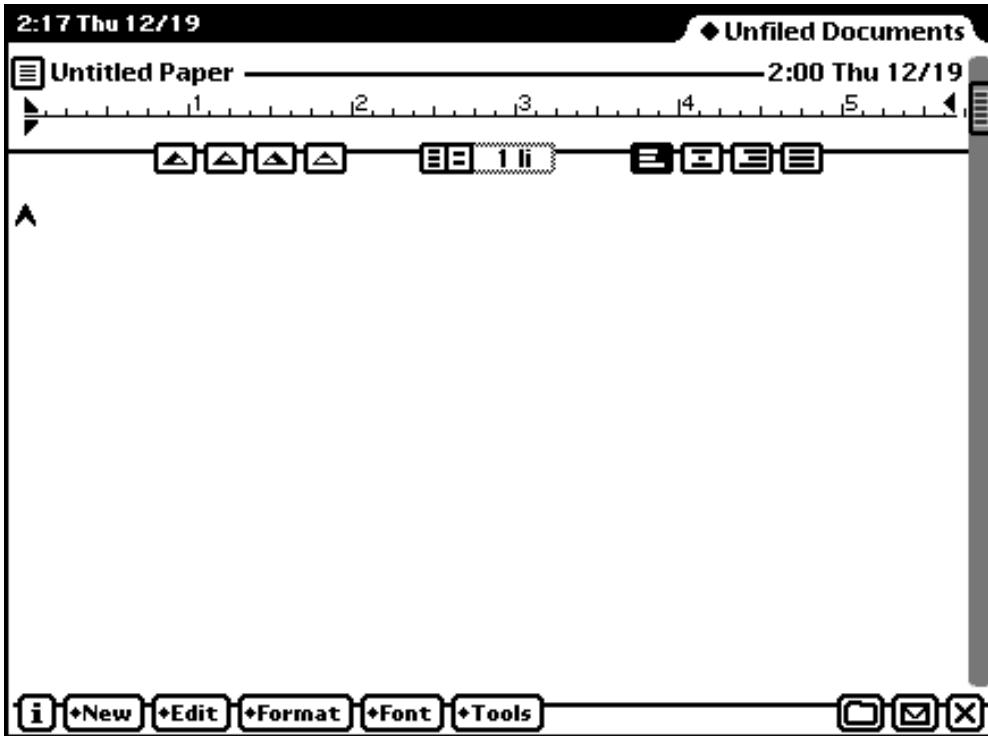 2:17 Thu 12/19
◆ Unfiled Documents
Untitled Paper 2:00 Thu 12/19
1 2 3 4 5
1 li
i ◆New ◆Edit ◆Format ◆Font ◆Tools X